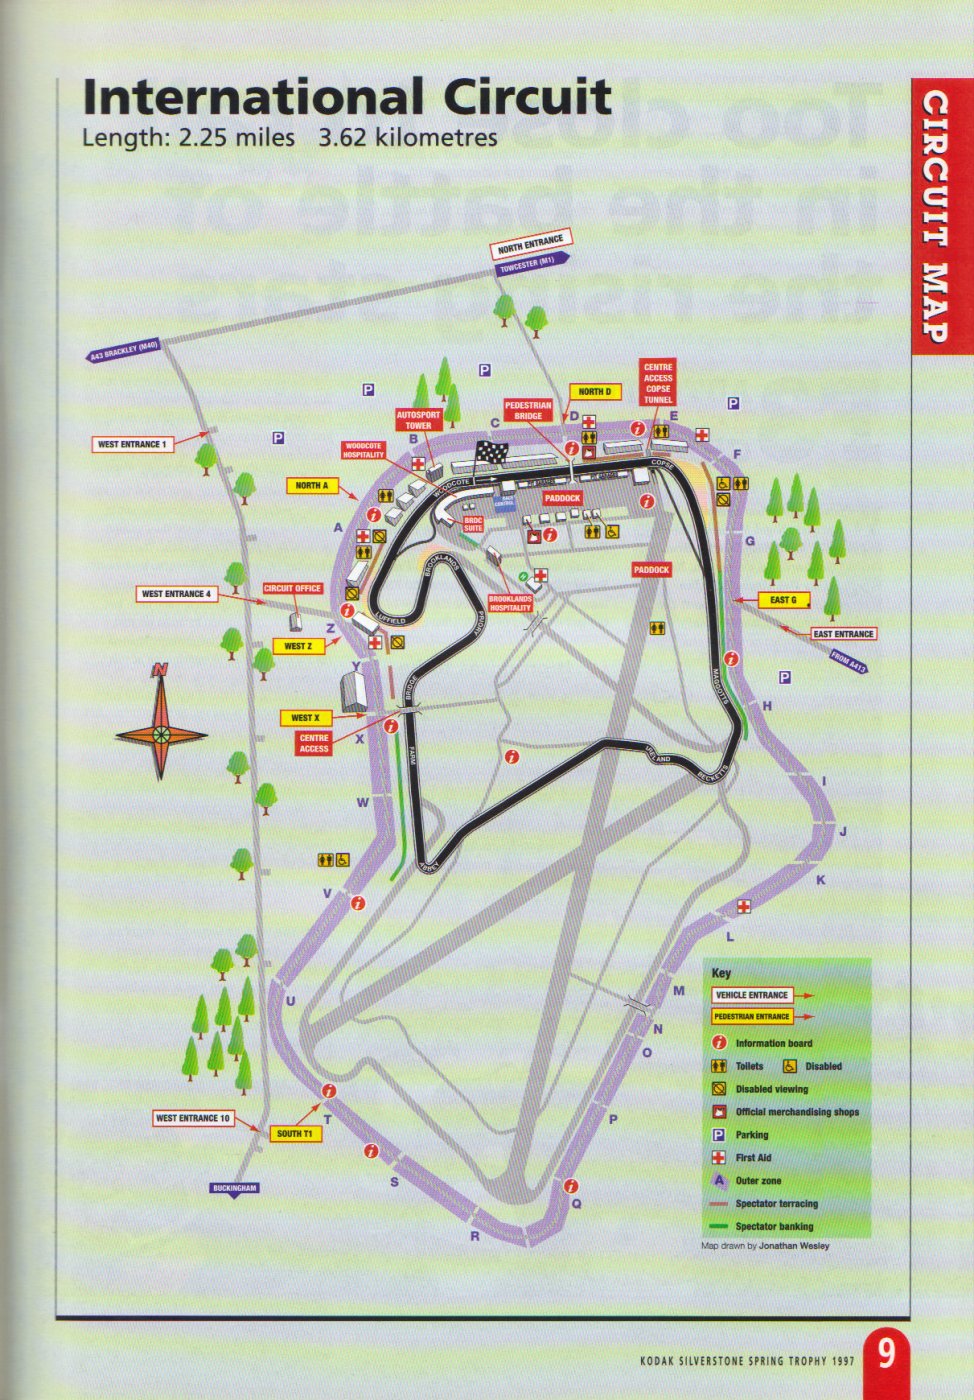 International Circuit
Length: 2.25 miles   3.62 kilometres
CIRCUIT MAP
NORTH ENTRANCE
TOWCESTER (M1)
A43 BRACKLEY (M40)
WEST ENTRANCE 1
NORTH A
WEST ENTRANCE 4
CIRCUIT OFFICE
WEST Z
WEST X
CENTRE
ACCESS
AUTOSPORT
TOWER
WOODCOTE
HOSPITALITY
PEDESTRIAN
BRIDGE
NORTH D
CENTRE
ACCESS
COPSE
TUNNEL
WOODCOTE
COPSE
RACE
CONTROL
PADDOCK
BRDC
SUITE
BROOKLANDS
BROOKLANDS
HOSPITALITY
PADDOCK
LUFFIELD
PRIORY
BRIDGE
FARM
ABBEY
IRELAND
BECKETTS
MAGGOTTS
EAST G
EAST ENTRANCE
FROM A413
A
B
C
D
E
F
G
H
I
J
K
L
M
N
O
P
Q
R
S
T
U
V
W
X
Y
Z
N
WEST ENTRANCE 10
SOUTH T1
BUCKINGHAM
Key
VEHICLE ENTRANCE
PEDESTRIAN ENTRANCE
Information board
Toilets
Disabled
Disabled viewing
Official merchandising shops
P Parking
First Aid
A Outer zone
Spectator terracing
Spectator banking
Map drawn by Jonathan Wesley
KODAK SILVERSTONE SPRING TROPHY 1997
9